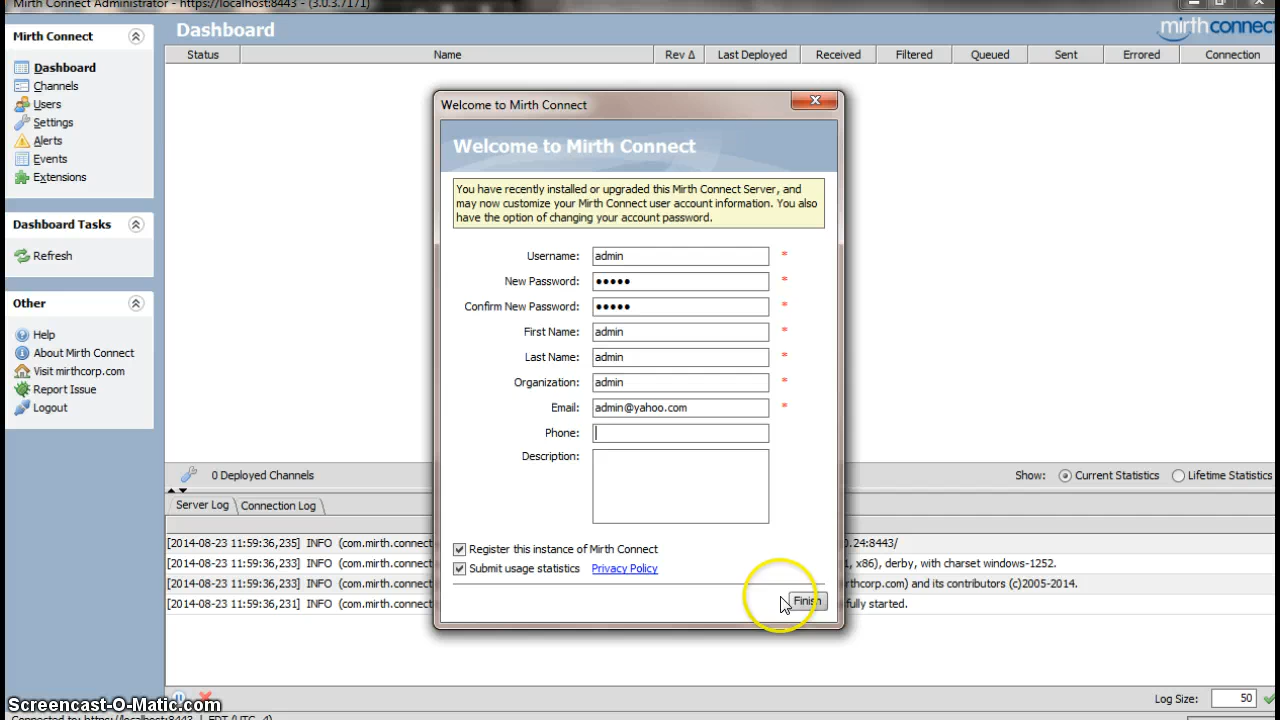 Mirth Connect Administrator - https://localhost:8443 - (3.0.3.7171)
Mirth Connect
Dashboard
Channels
Users
Settings
Alerts
Events
Extensions
Dashboard Tasks
Refresh
Other
Help
About Mirth Connect
Visit mirthcorp.com
Report Issue
Logout
Dashboard
mirthconnec
Status Name Rev Δ Last Deployed Received Filtered Queued Sent Errored Connection
Welcome to Mirth Connect
Welcome to Mirth Connect
You have recently installed or upgraded this Mirth Connect Server, and
may now customize your Mirth Connect user account information. You also
have the option of changing your account password.
Username: admin *
New Password: ●●●●● *
Confirm New Password: ●●●●● *
First Name: admin *
Last Name: admin *
Organization: admin *
Email: admin@yahoo.com *
Phone:
Description:
Register this instance of Mirth Connect
Submit usage statistics Privacy Policy
Finish
0 Deployed Channels Show: Current Statistics Lifetime Statistics
Server Log Connection Log
[2014-08-23 11:59:36,235] INFO (com.mirth.connect 0.24:8443/
[2014-08-23 11:59:36,233] INFO (com.mirth.connect , x86), derby, with charset windows-1252.
[2014-08-23 11:59:36,233] INFO (com.mirth.connect rthcorp.com) and its contributors (c)2005-2014.
[2014-08-23 11:59:36,231] INFO (com.mirth.connect fully started.
Log Size: 50
Screencast-O-Matic.com
Connected to: https://localhost:8443 | EDT (UTC -4)